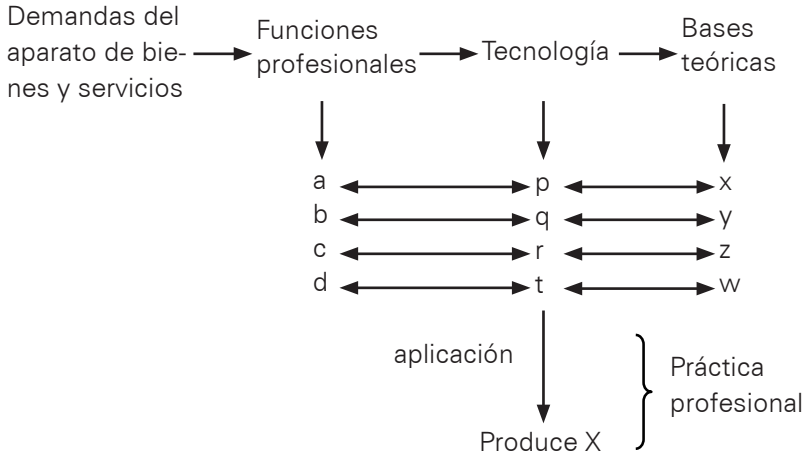 Demandas del
aparato de bie-
nes y servicios
Funciones
profesionales
Tecnología
Bases
teóricas
a p x
b q y
c r z
d t w
aplicación
Produce X
Práctica
profesional